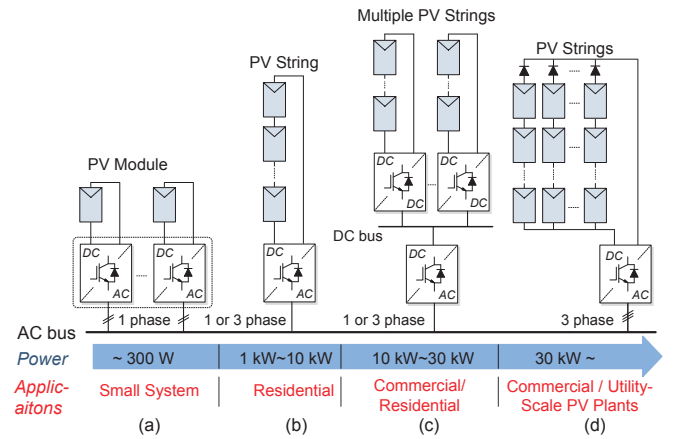 Multiple PV Strings
PV String
PV Strings
PV Module
DC
DC
DC
DC
DC bus
DC
AC
DC
AC
DC
AC
DC
AC
DC
AC
1 phase
1 or 3 phase
1 or 3 phase
3 phase
AC bus
Power
~ 300 W
1 kW~10 kW
10 kW~30 kW
30 kW ~
Applic-
aitons
Small System
Residential
Commercial/
Residential
Commercial / Utility-
Scale PV Plants
(a)
(b)
(c)
(d)